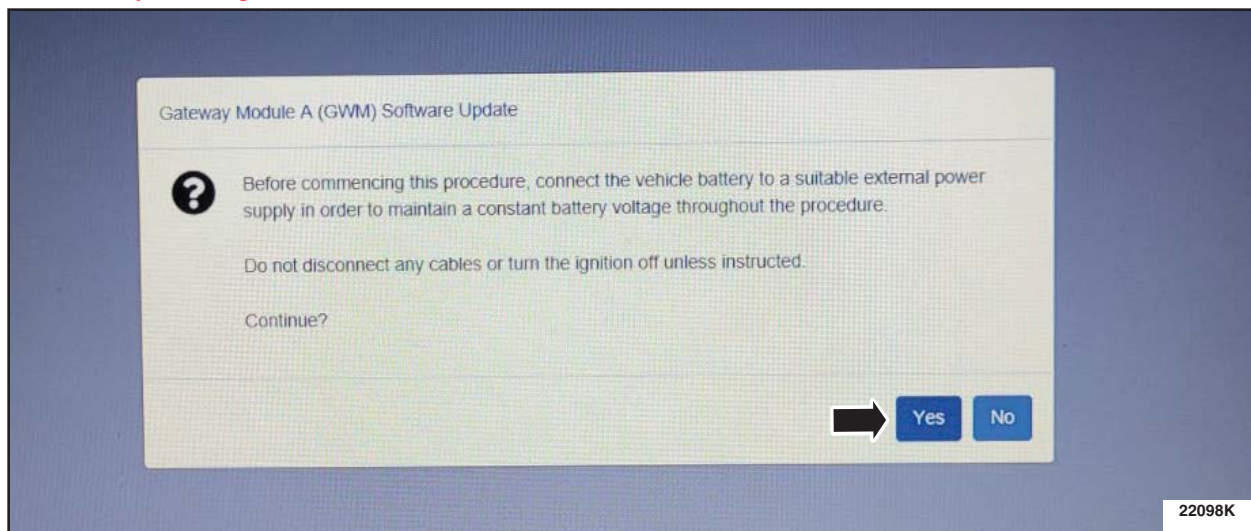 Gateway Module A (GWM) Software Update
Before commencing this procedure, connect the vehicle battery to a suitable external power
supply in order to maintain a constant battery voltage throughout the procedure.
Do not disconnect any cables or turn the ignition off unless instructed.
Continue?
Yes
No
22098K